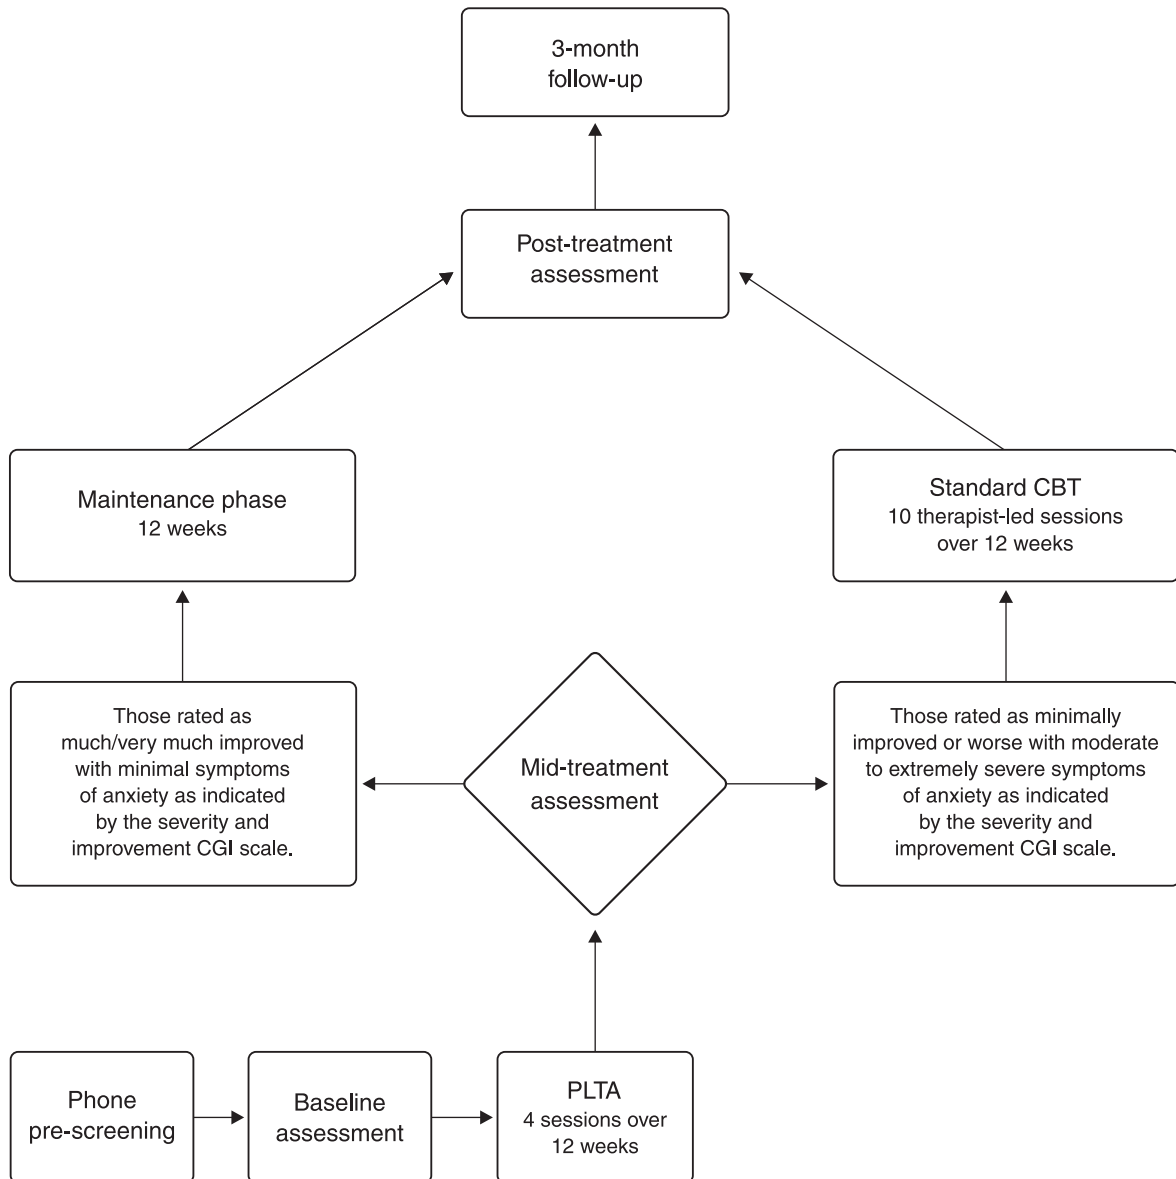 3-month
follow-up
Post-treatment
assessment
Maintenance phase
12 weeks
Standard CBT
10 therapist-led sessions
over 12 weeks
Those rated as
much/very much improved
with minimal symptoms
of anxiety as indicated
by the severity and
improvement CGI scale.
Mid-treatment
assessment
Those rated as minimally
improved or worse with moderate
to extremely severe symptoms
of anxiety as indicated
by the severity and
improvement CGI scale.
Phone
pre-screening
Baseline
assessment
PLTA
4 sessions over
12 weeks